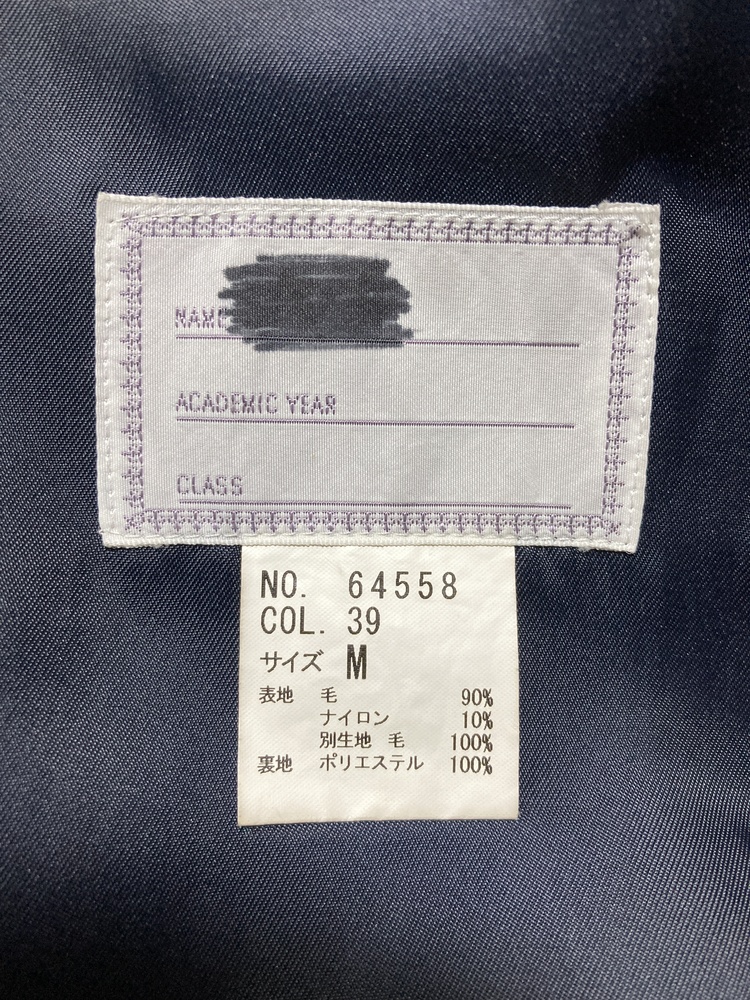 NAME
ACADEMIC YEAR
CLASS
NO. 64558
COL. 39
サイズ M
表地 毛 90%
ナイロン 10%
別生地 毛 100%
裏地 ポリエステル 100%